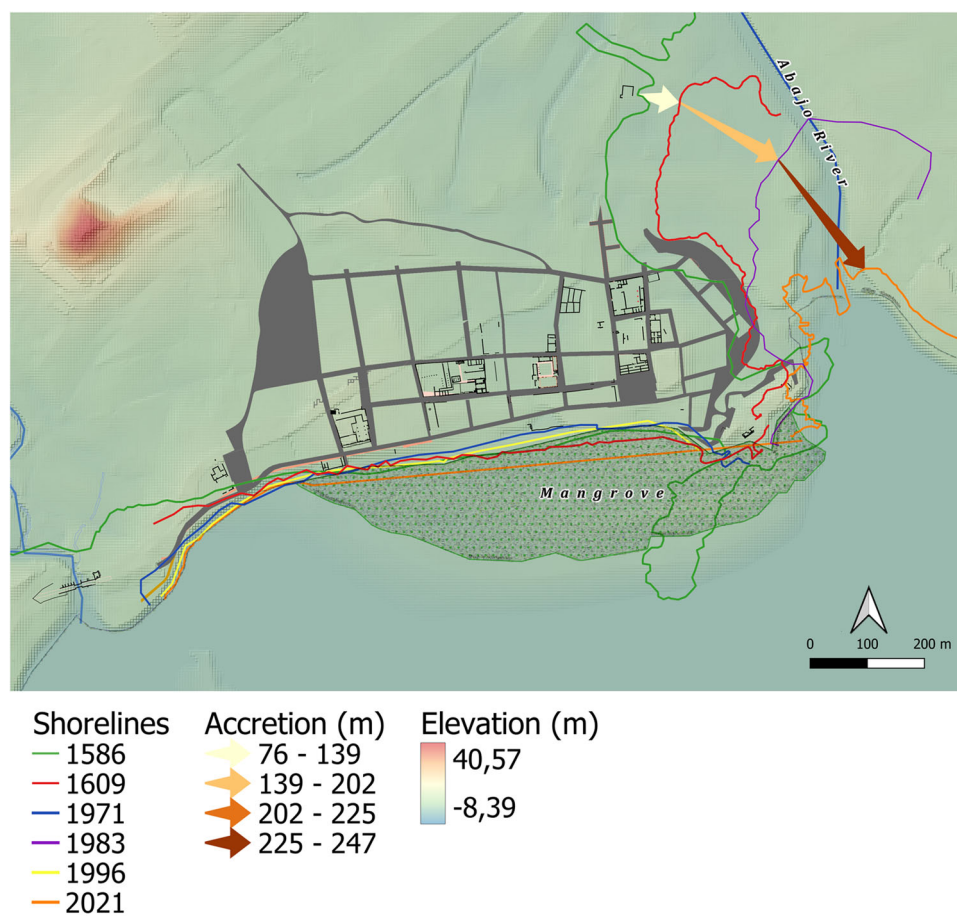 Abajo River
Mangrove
0 100 200 m
Shorelines
1586
1609
1971
1983
1996
2021
Accretion (m)
76 - 139
139 - 202
202 - 225
225 - 247
Elevation (m)
40,57
-8,39